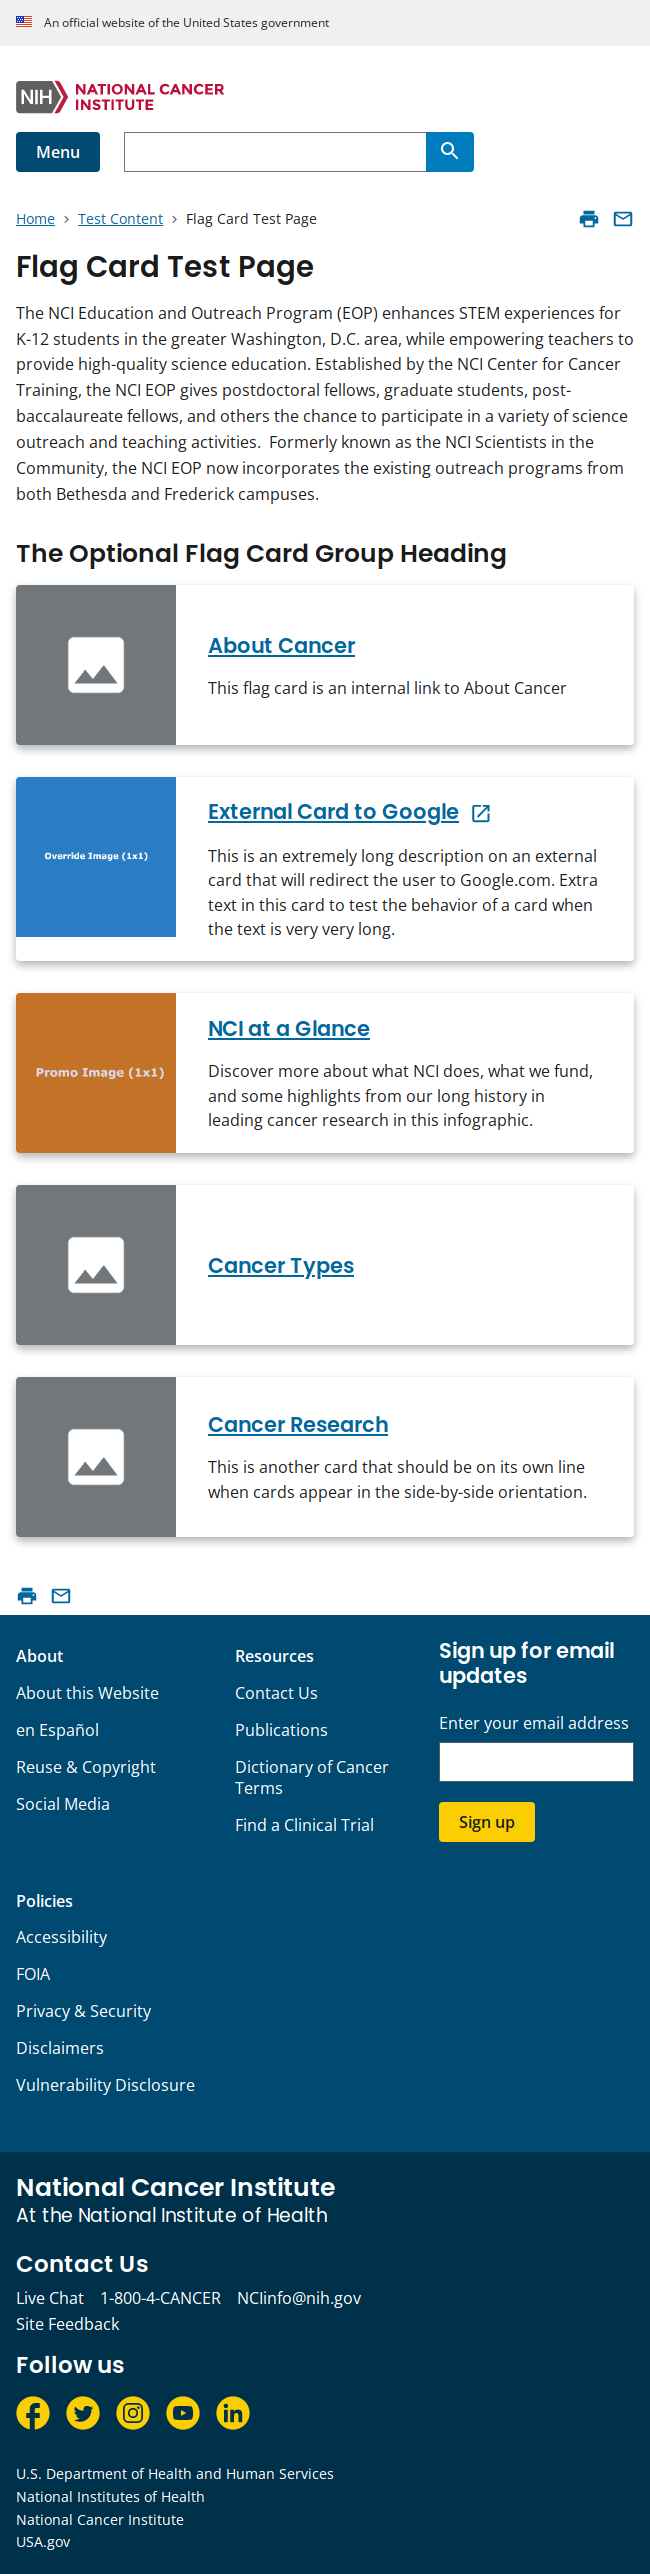 An official website of the United States government
NIH NATIONAL CANCER
INSTITUTE
Menu
Home Test Content Flag Card Test Page
Flag Card Test Page
The NCI Education and Outreach Program (EOP) enhances STEM experiences for
K-12 students in the greater Washington, D.C. area, while empowering teachers to
provide high-quality science education. Established by the NCI Center for Cancer
Training, the NCI EOP gives postdoctoral fellows, graduate students, post-
baccalaureate fellows, and others the chance to participate in a variety of science
outreach and teaching activities.  Formerly known as the NCI Scientists in the
Community, the NCI EOP now incorporates the existing outreach programs from
both Bethesda and Frederick campuses.
The Optional Flag Card Group Heading
About Cancer
This flag card is an internal link to About Cancer
Override Image (1x1)
External Card to Google
This is an extremely long description on an external
card that will redirect the user to Google.com. Extra
text in this card to test the behavior of a card when
the text is very very long.
Promo Image (1x1)
NCI at a Glance
Discover more about what NCI does, what we fund,
and some highlights from our long history in
leading cancer research in this infographic.
Cancer Types
Cancer Research
This is another card that should be on its own line
when cards appear in the side-by-side orientation.
About
About this Website
en Español
Reuse & Copyright
Social Media
Resources
Contact Us
Publications
Dictionary of Cancer
Terms
Find a Clinical Trial
Sign up for email
updates
Enter your email address
Sign up
Policies
Accessibility
FOIA
Privacy & Security
Disclaimers
Vulnerability Disclosure
National Cancer Institute
At the National Institute of Health
Contact Us
Live Chat 1-800-4-CANCER NCIinfo@nih.gov
Site Feedback
Follow us
U.S. Department of Health and Human Services
National Institutes of Health
National Cancer Institute
USA.gov